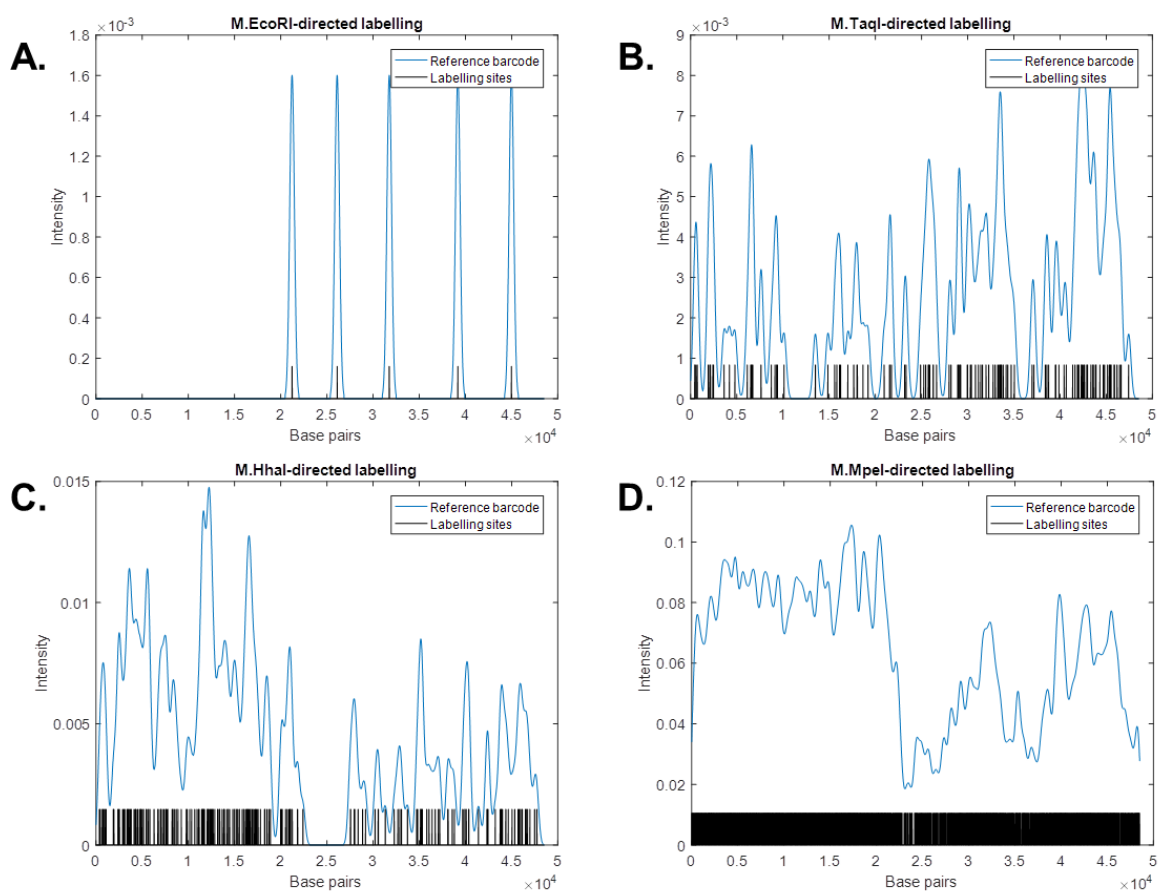 A.
M.EcoRI-directed labelling
×10⁻³
1.8
1.6
1.4
1.2
1
0.8
0.6
0.4
0.2
0
Intensity
Reference barcode
Labelling sites
0 0.5 1 1.5 2 2.5 3 3.5 4 4.5 5
Base pairs
×10⁴
B.
M.TaqI-directed labelling
×10⁻³
9
8
7
6
5
4
3
2
1
0
Intensity
Reference barcode
Labelling sites
0 0.5 1 1.5 2 2.5 3 3.5 4 4.5 5
Base pairs
×10⁴
C.
M.HhaI-directed labelling
0.015
0.01
0.005
0
Intensity
Reference barcode
Labelling sites
0 0.5 1 1.5 2 2.5 3 3.5 4 4.5 5
Base pairs
×10⁴
D.
M.MpeI-directed labelling
0.12
0.1
0.08
0.06
0.04
0.02
0
Intensity
Reference barcode
Labelling sites
0 0.5 1 1.5 2 2.5 3 3.5 4 4.5 5
Base pairs
×10⁴